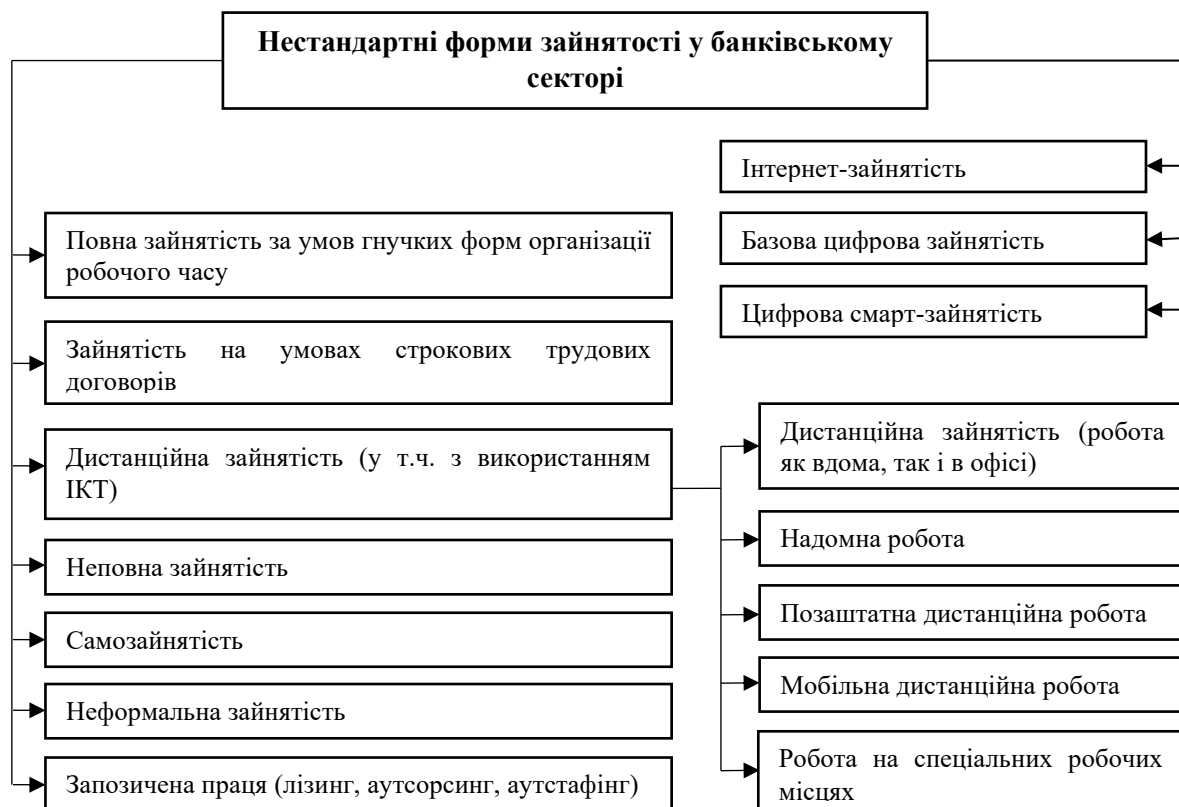 Нестандартні форми зайнятості у банківському
секторі
Інтернет-зайнятість
Базова цифрова зайнятість
Цифрова смарт-зайнятість
Повна зайнятість за умов гнучких форм організації
робочого часу
Зайнятість на умовах строкових трудових
договорів
Дистанційна зайнятість (у т.ч. з використанням
ІКТ)
Неповна зайнятість
Самозайнятість
Неформальна зайнятість
Запозичена праця (лізинг, аутсорсинг, аутстафінг)
Дистанційна зайнятість (робота
як вдома, так і в офісі)
Надомна робота
Позаштатна дистанційна робота
Мобільна дистанційна робота
Робота на спеціальних робочих
місцях